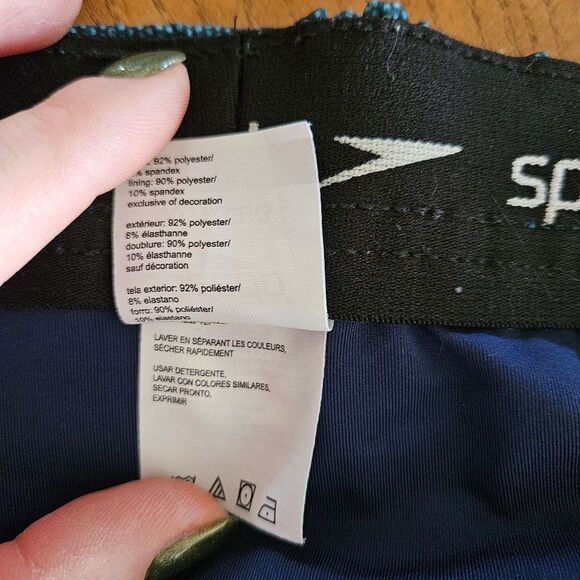 92% polyester/
spandex
lining: 90% polyester/
10% spandex
exclusive of decoration
extérieur: 92% polyester/
8% élasthanne
doublure: 90% polyester/
10% élasthanne
sauf décoration
tela exterior: 92% poliéster/
8% elastano
forro: 90% poliéster/
10% elastano
LAVER EN SÉPARANT LES COULEURS,
SÉCHER RAPIDEMENT
USAR DETERGENTE,
LAVAR CON COLORES SIMILARES,
SECAR PRONTO,
EXPRIMIR
sp